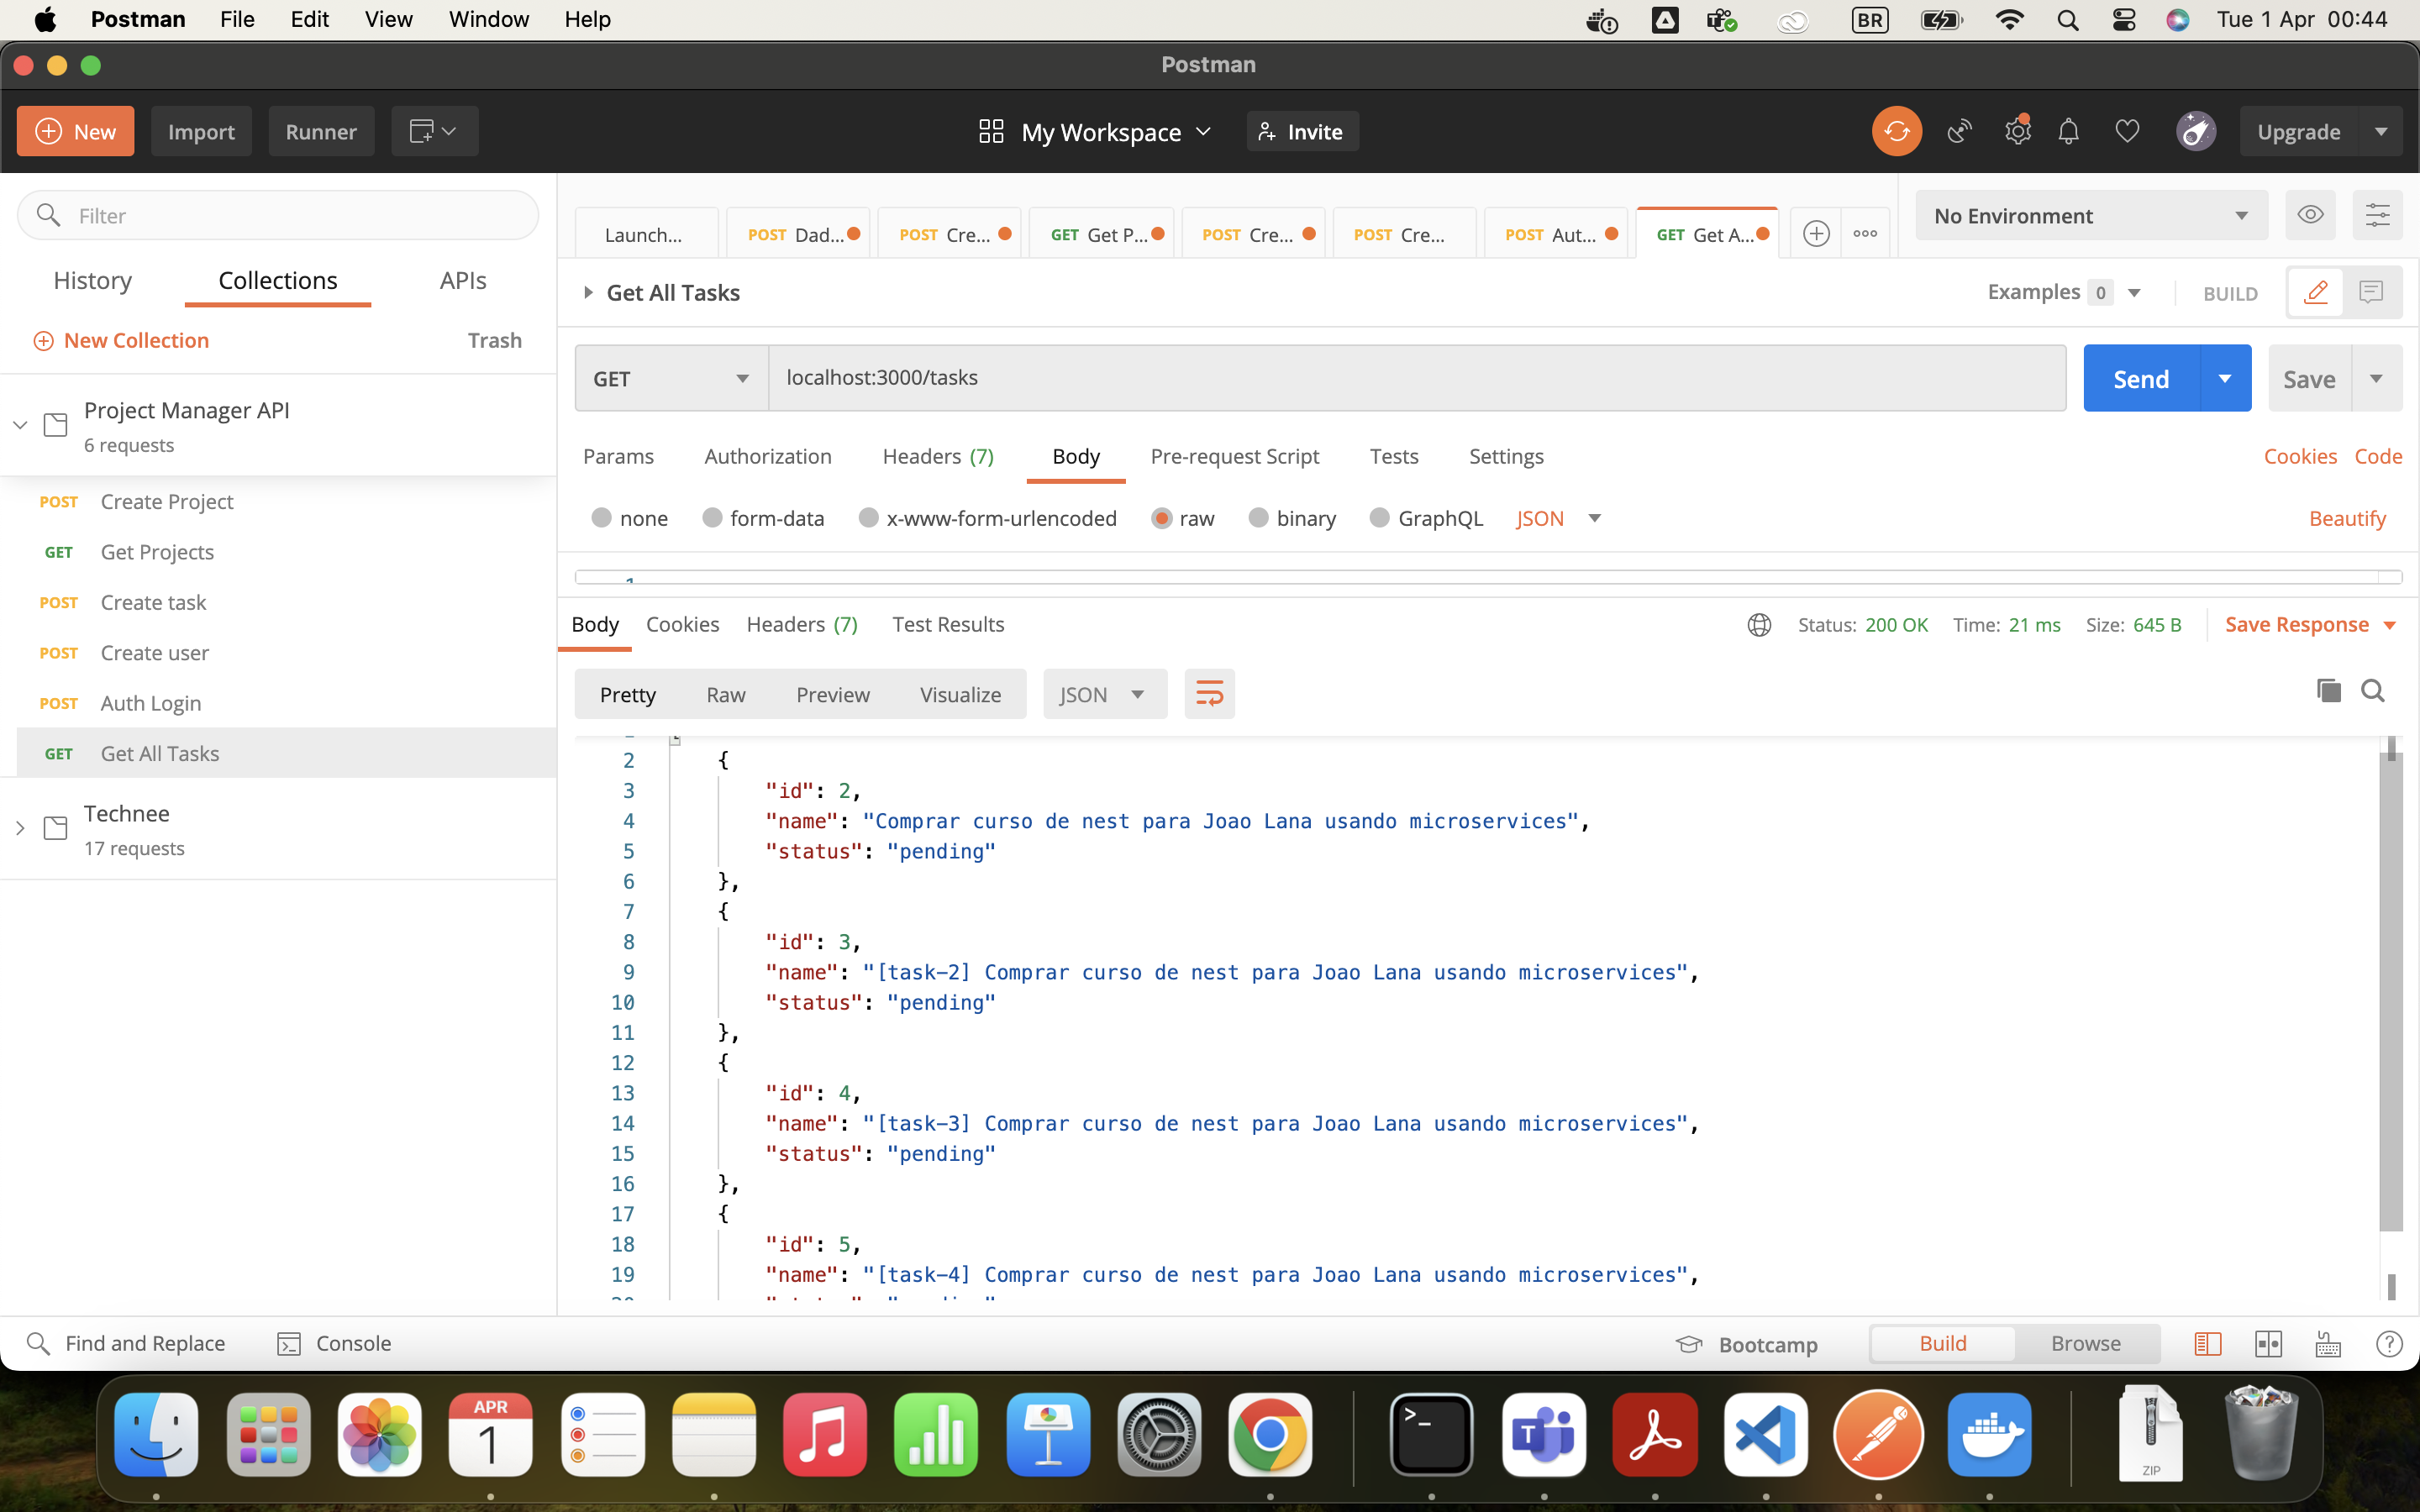 Postman File Edit View Window Help BR Tue 1 Apr 00:44
Postman
New Import Runner My Workspace Invite Upgrade
Filter
Launch... POST Dad... POST Cre... GET Get P... POST Cre... POST Cre... POST Aut... GET Get A... No Environment
History Collections APIs
New Collection Trash
Get All Tasks Examples 0 BUILD
GET localhost:3000/tasks Send Save
Project Manager API
6 requests
Params Authorization Headers (7) Body Pre-request Script Tests Settings Cookies Code
none form-data x-www-form-urlencoded raw binary GraphQL JSON Beautify
POST Create Project
GET Get Projects
POST Create task
POST Create user
POST Auth Login
GET Get All Tasks
Technee
17 requests
1
Body Cookies Headers (7) Test Results Status: 200 OK Time: 21 ms Size: 645 B Save Response
Pretty Raw Preview Visualize JSON
2 {
3 "id": 2,
4 "name": "Comprar curso de nest para Joao Lana usando microservices",
5 "status": "pending"
6 },
7 {
8 "id": 3,
9 "name": "[task-2] Comprar curso de nest para Joao Lana usando microservices",
10 "status": "pending"
11 },
12 {
13 "id": 4,
14 "name": "[task-3] Comprar curso de nest para Joao Lana usando microservices",
15 "status": "pending"
16 },
17 {
18 "id": 5,
19 "name": "[task-4] Comprar curso de nest para Joao Lana usando microservices",
Find and Replace Console Bootcamp Build Browse
APR
1
ZIP